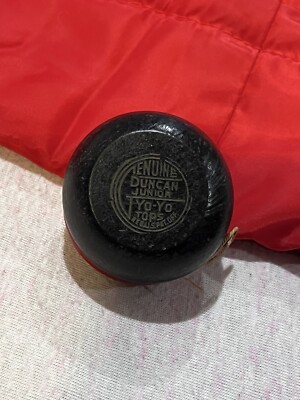 GENUINE
DUNCAN
JUNIOR
YO-YO
TOPS